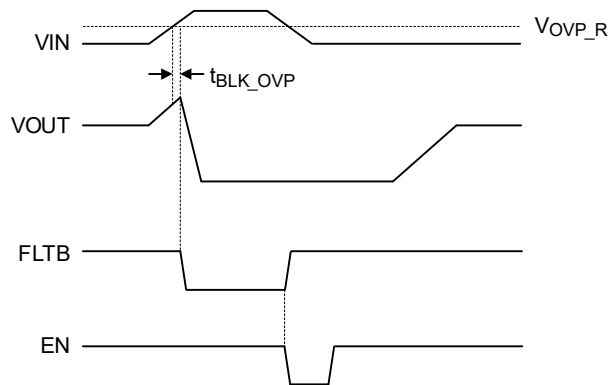 VIN
VOVP_R
tBLK_OVP
VOUT
FLTB
EN